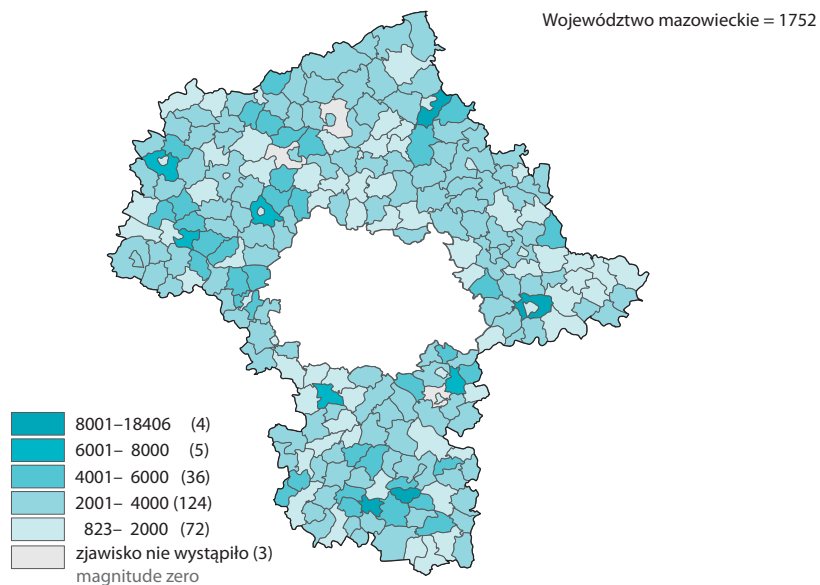 Województwo mazowieckie = 1752
8001–18406 (4)
6001– 8000 (5)
4001– 6000 (36)
2001– 4000 (124)
823– 2000 (72)
zjawisko nie wystąpiło (3)
magnitude zero